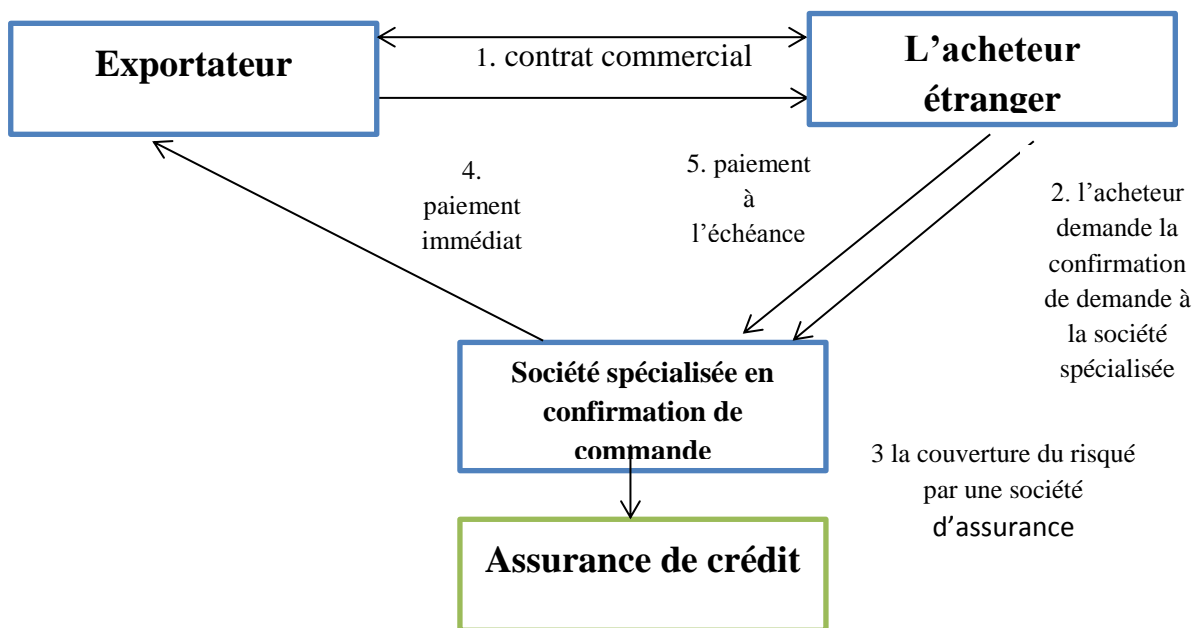 Exportateur
1. contrat commercial
L’acheteur
étranger
4.
paiement
immédiat
5. paiement
à
l’échéance
2. l’acheteur
demande la
confirmation
de demande à
la société
spécialisée
Société spécialisée en
confirmation de
commande
3 la couverture du risqué
par une société
d’assurance
Assurance de crédit